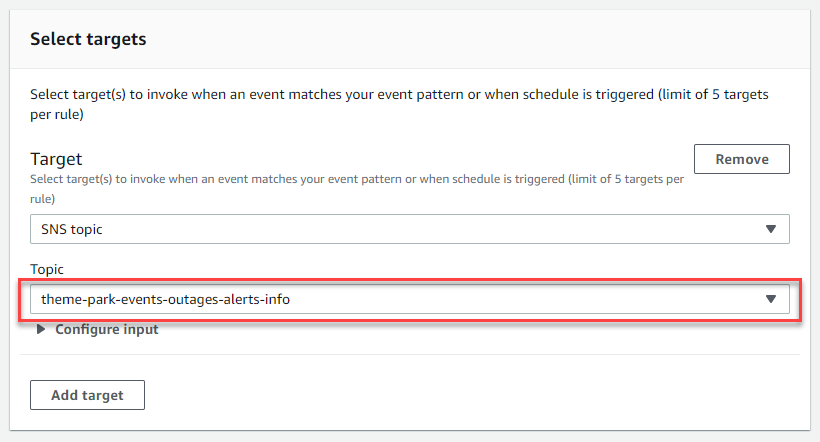 Select targets
Select target(s) to invoke when an event matches your event pattern or when schedule is triggered (limit of 5 targets
per rule)
Target
Remove
Select target(s) to invoke when an event matches your event pattern or when schedule is triggered (limit of 5 targets per
rule)
SNS topic
Topic
theme-park-events-outages-alerts-info
Configure input
Add target